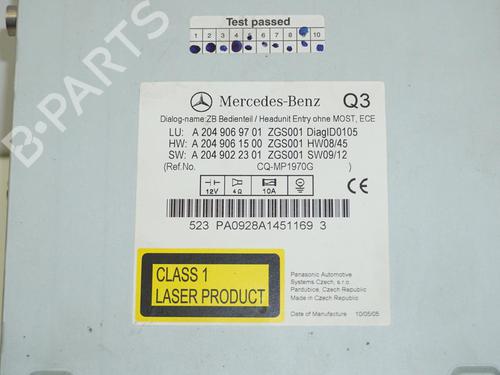 Test passed
1 2 3 4 5 6 7 8 9 10
Mercedes-Benz Q3
Dialog-name:ZB Bedienteil / Headunit Entry ohne MOST, ECE
LU: A 204 906 97 01 ZGS001 DiagID0105
HW: A 204 906 15 00 ZGS001 HW08/45
SW: A 204 902 23 01 ZGS001 SW09/12
(Ref.No. CQ-MP1970G )
12V 4Ω 10A
523 PA0928A1451169 3
CLASS 1
LASER PRODUCT
Panasonic Automotive
Systems Czech, s.r.o.
Pardubice, Czech Republic
Made in Czech Republic
Date of Manufacture 10/05/05
B-PARTS